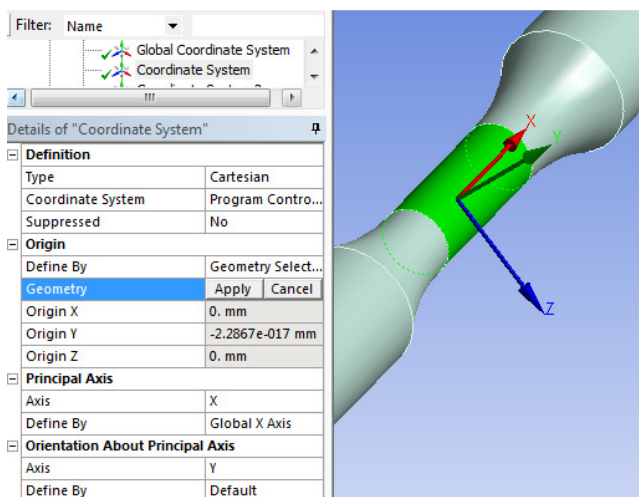 Filter: Name
Global Coordinate System
Coordinate System
Details of "Coordinate System"
Definition
Type Cartesian
Coordinate System Program Contro...
Suppressed No
Origin
Define By Geometry Select...
Geometry Apply Cancel
Origin X 0. mm
Origin Y -2.2867e-017 mm
Origin Z 0. mm
Principal Axis
Axis X
Define By Global X Axis
Orientation About Principal Axis
Axis Y
Define By Default
X
Y
Z